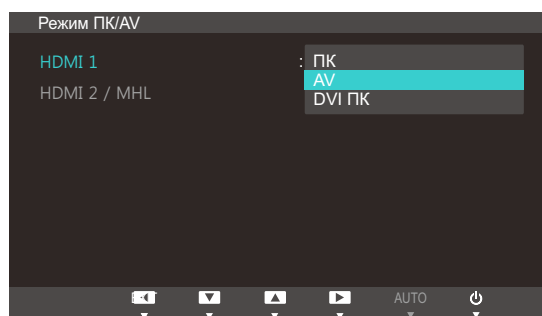 Режим ПК/AV
HDMI 1 : ПК
AV
HDMI 2 / MHL
DVI ПК
AUTO